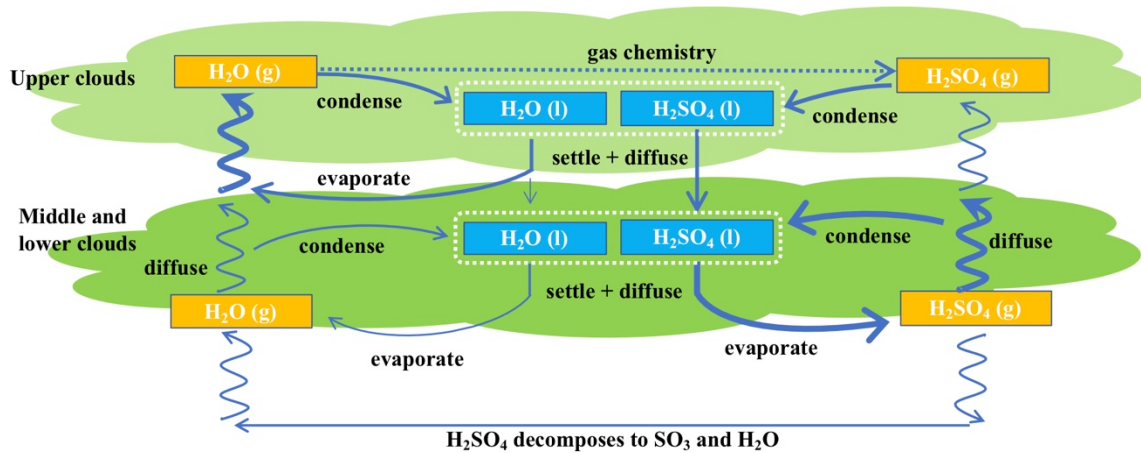 gas chemistry
Upper clouds
H₂O (g)
H₂SO₄ (g)
condense
H₂O (l)
H₂SO₄ (l)
condense
settle + diffuse
evaporate
Middle and
lower clouds
condense
H₂O (l)
H₂SO₄ (l)
condense
diffuse
diffuse
H₂O (g)
settle + diffuse
H₂SO₄ (g)
evaporate
evaporate
H₂SO₄ decomposes to SO₃ and H₂O